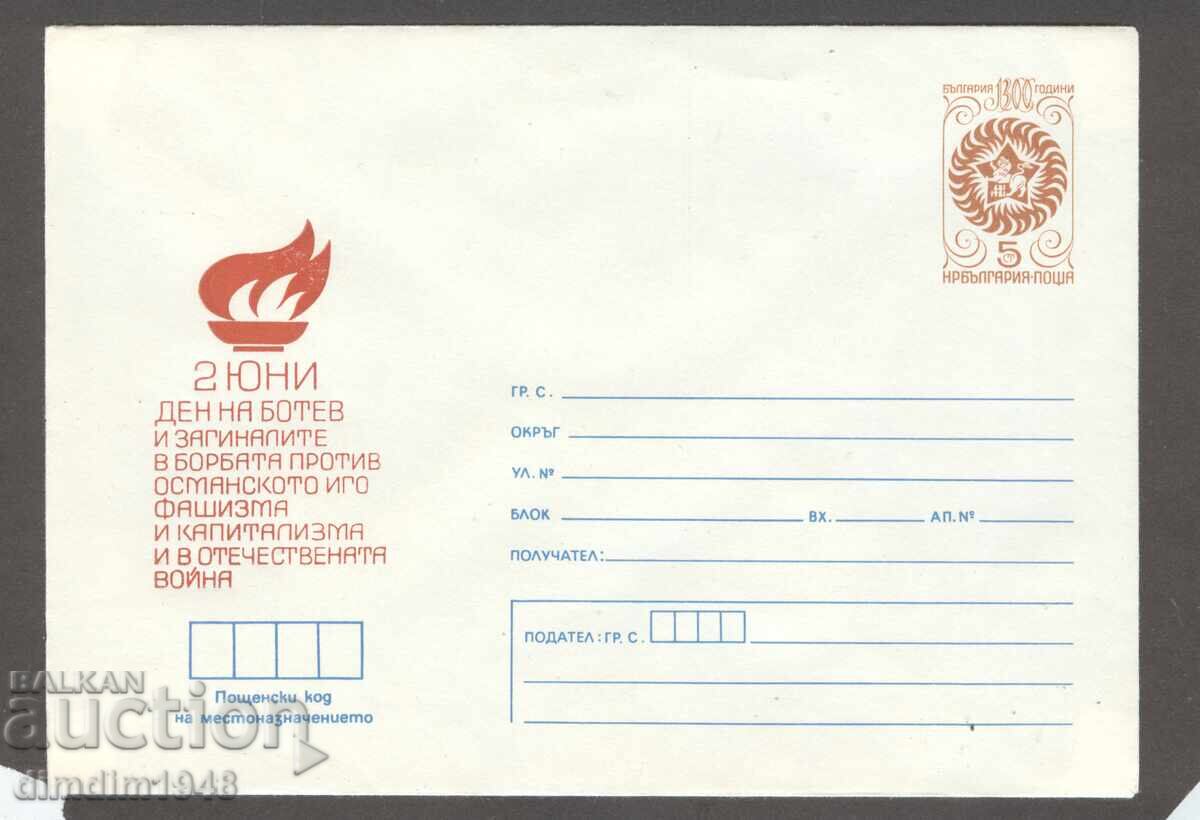 БЪЛГАРИЯ 1300 ГОДИНИ
5
СТ
НРБЪЛГАРИЯ·ПОЩА
2 ЮНИ
ДЕН НА БОТЕВ
И ЗАГИНАЛИТЕ
В БОРБАТА ПРОТИВ
ОСМАНСКОТО ИГО
ФАШИЗМА
И КАПИТАЛИЗМА
И В ОТЕЧЕСТВЕНАТА
ВОЙНА
ГР. С.
ОКРЪГ
УЛ. №
БЛОК ВХ. АП. №
ПОЛУЧАТЕЛ:
ПОДАТЕЛ: ГР. С.
Пощенски код
на местоназначението
BALKAN
auction
dimdim1948